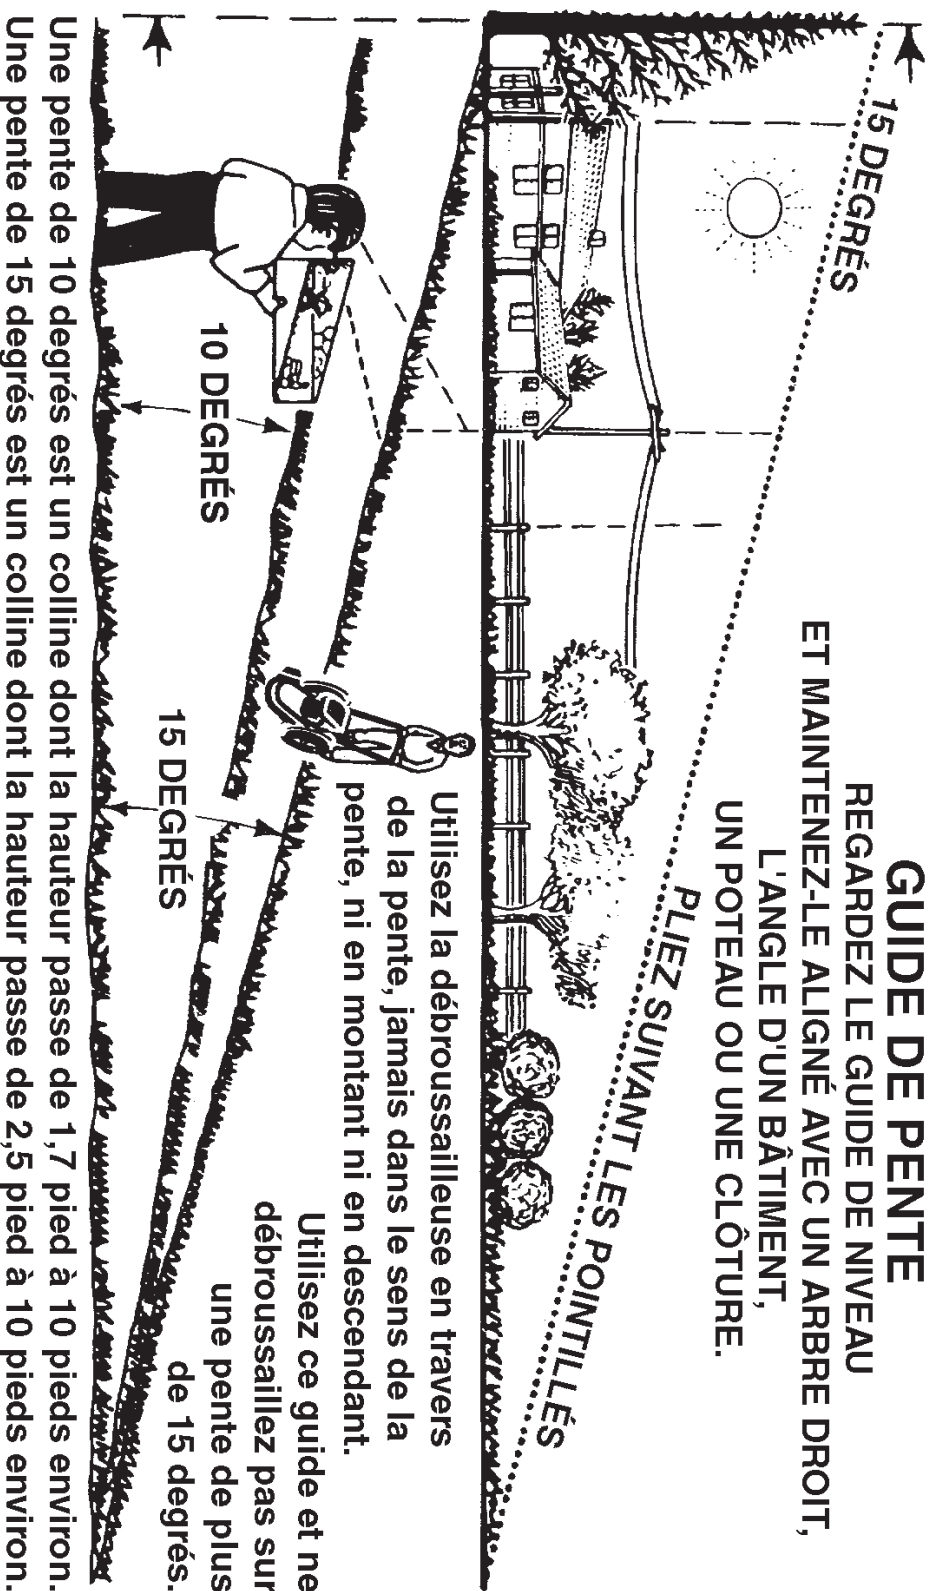 GUIDE DE PENTE
REGARDEZ LE GUIDE DE NIVEAU
ET MAINTENEZ-LE ALIGNÉ AVEC UN ARBRE DROIT,
L'ANGLE D'UN BÂTIMENT,
UN POTEAU OU UNE CLÔTURE.
15 DEGRÉS
PLIEZ SUIVANT LES POINTILLÉS
Utilisez la débroussailleuse en travers
de la pente, jamais dans le sens de la
pente, ni en montant ni en descendant.
Utilisez ce guide et ne
débroussaillez pas sur
une pente de plus
de 15 degrés.
10 DEGRÉS
15 DEGRÉS
Une pente de 10 degrés est un colline dont la hauteur passe de 1,7 pied à 10 pieds environ.
Une pente de 15 degrés est un colline dont la hauteur passe de 2,5 pied à 10 pieds environ.